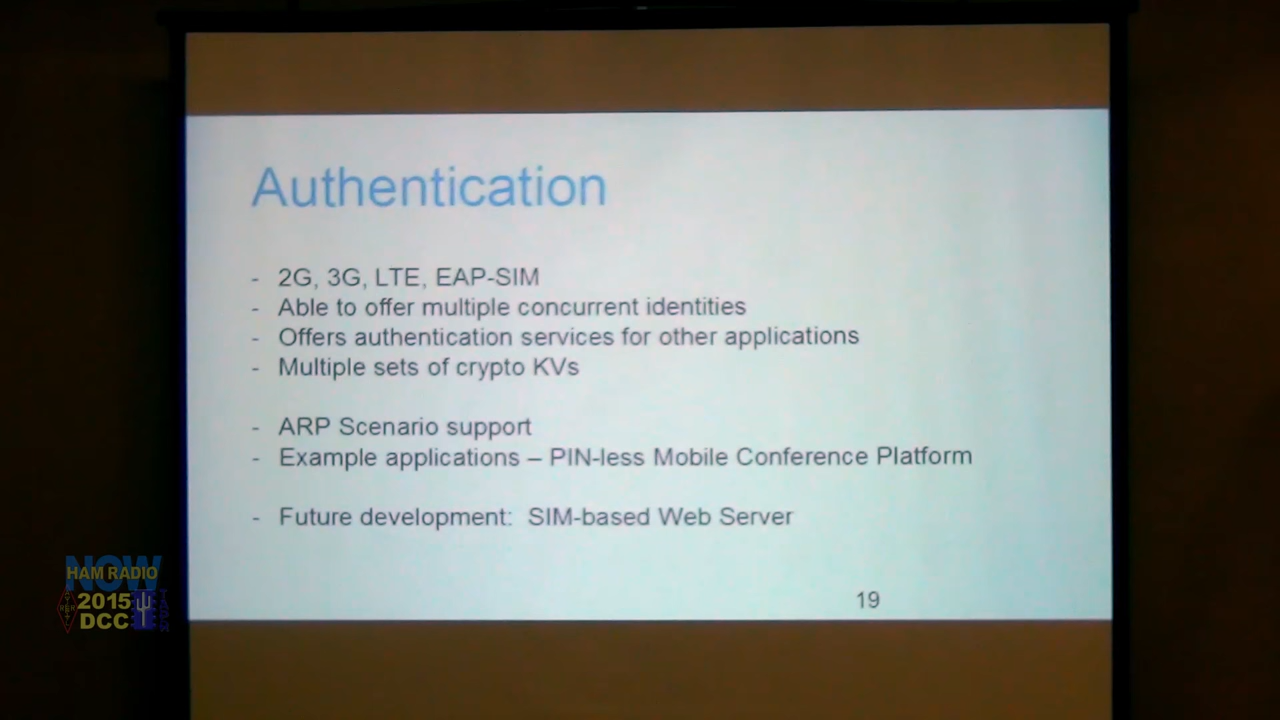 Authentication
- 2G, 3G, LTE, EAP-SIM
- Able to offer multiple concurrent identities
- Offers authentication services for other applications
- Multiple sets of crypto KVs
- ARP Scenario support
- Example applications – PIN-less Mobile Conference Platform
- Future development: SIM-based Web Server
19
NOW
HAM RADIO
2015
DCC
TAPR